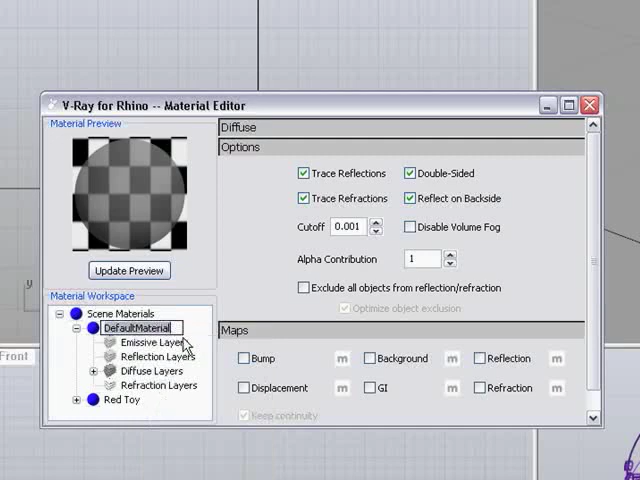 V-Ray for Rhino -- Material Editor
Material Preview
Update Preview
Material Workspace
Scene Materials
DefaultMaterial
Emissive Layers
Reflection Layers
Diffuse Layers
Refraction Layers
Red Toy
Diffuse
Options
Trace Reflections
Double-Sided
Trace Refractions
Reflect on Backside
Cutoff 0.001
Disable Volume Fog
Alpha Contribution 1
Exclude all objects from reflection/refraction
Optimize object exclusion
Maps
Bump m
Background m
Reflection m
Displacement m
GI m
Refraction m
Keep continuity
y
Front